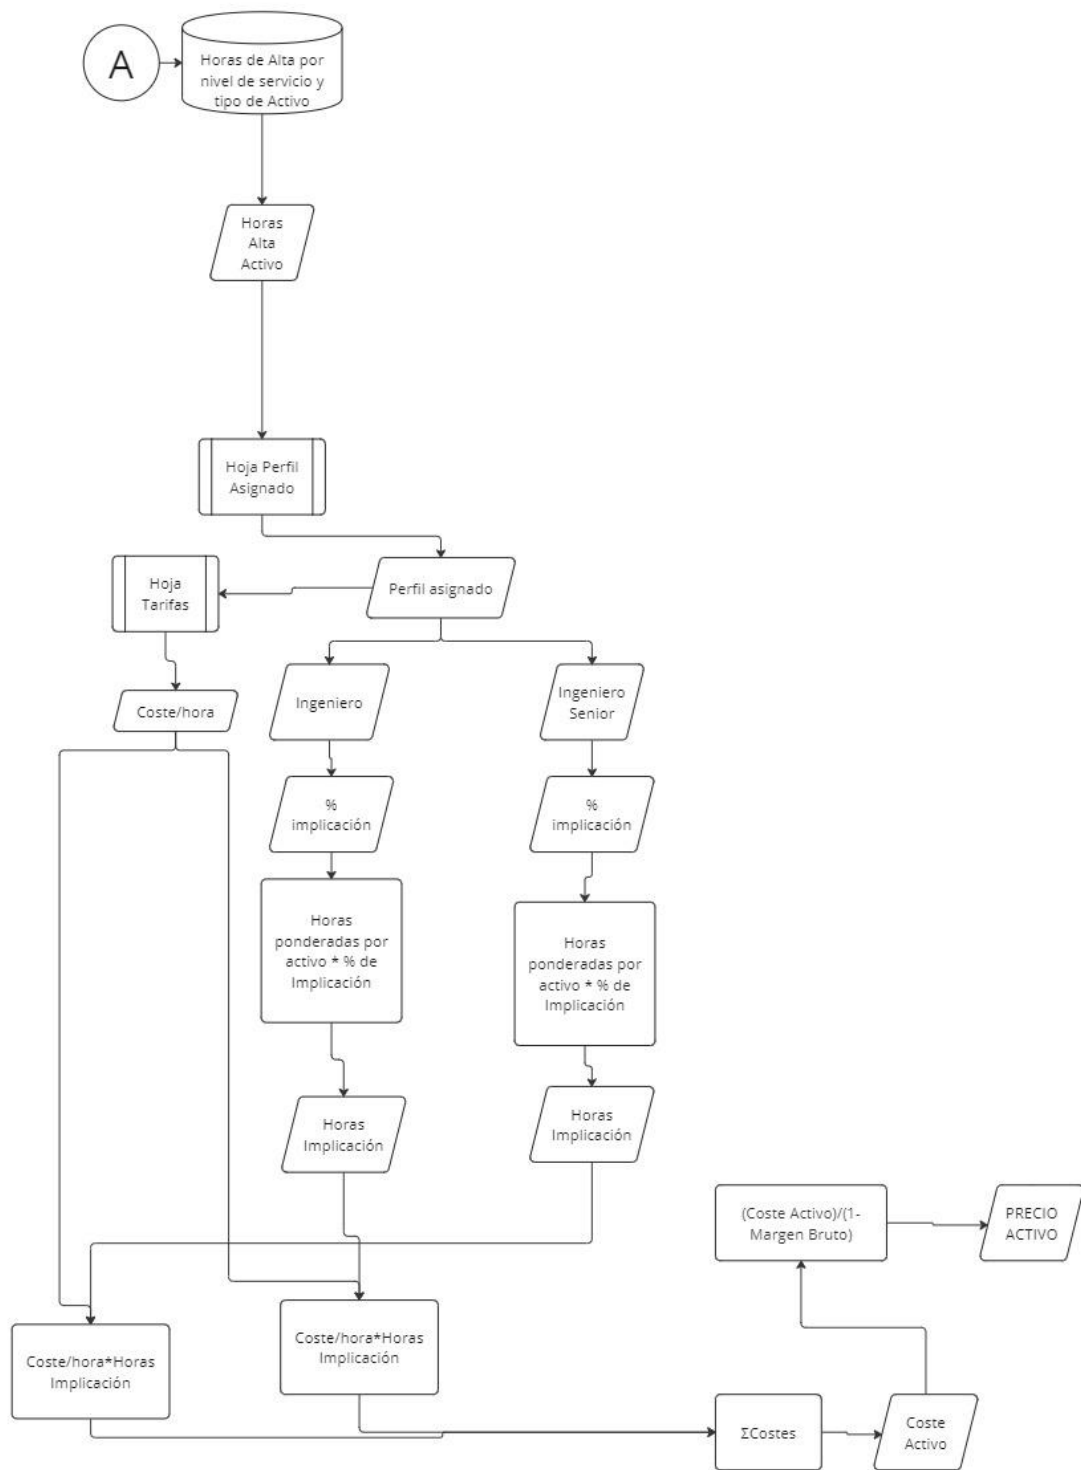 A
Horas de Alta por
nivel de servicio y
tipo de Activo
Horas
Alta
Activo
Hoja Perfil
Asignado
Hoja
Tarifas
Perfil asignado
Coste/hora
Ingeniero
Ingeniero
Senior
%
implicación
%
implicación
Horas
ponderadas por
activo * % de
Implicación
Horas
ponderadas por
activo * % de
Implicación
Horas
Implicación
Horas
Implicación
(Coste Activo)/(1-
Margen Bruto)
PRECIO
ACTIVO
Coste/hora*Horas
Implicación
Coste/hora*Horas
Implicación
ΣCostes
Coste
Activo